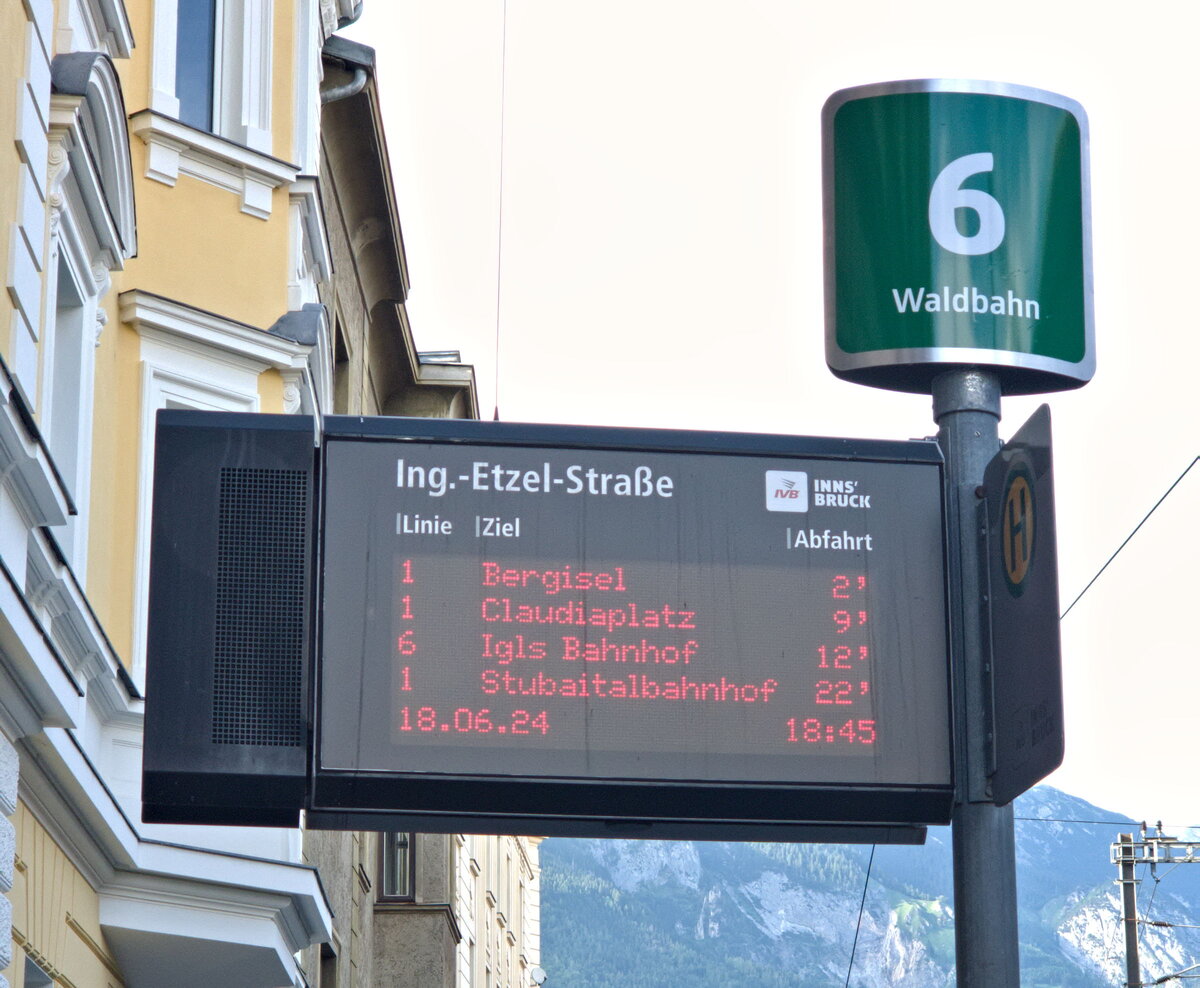 6
Waldbahn
Ing.-Etzel-Straße
IVB INNS'
BRUCK
Linie Ziel Abfahrt
1 Bergisel 2'
1 Claudiaplatz 9'
6 Igls Bahnhof 12'
1 Stubaitalbahnhof 22'
18.06.24 18:45
H